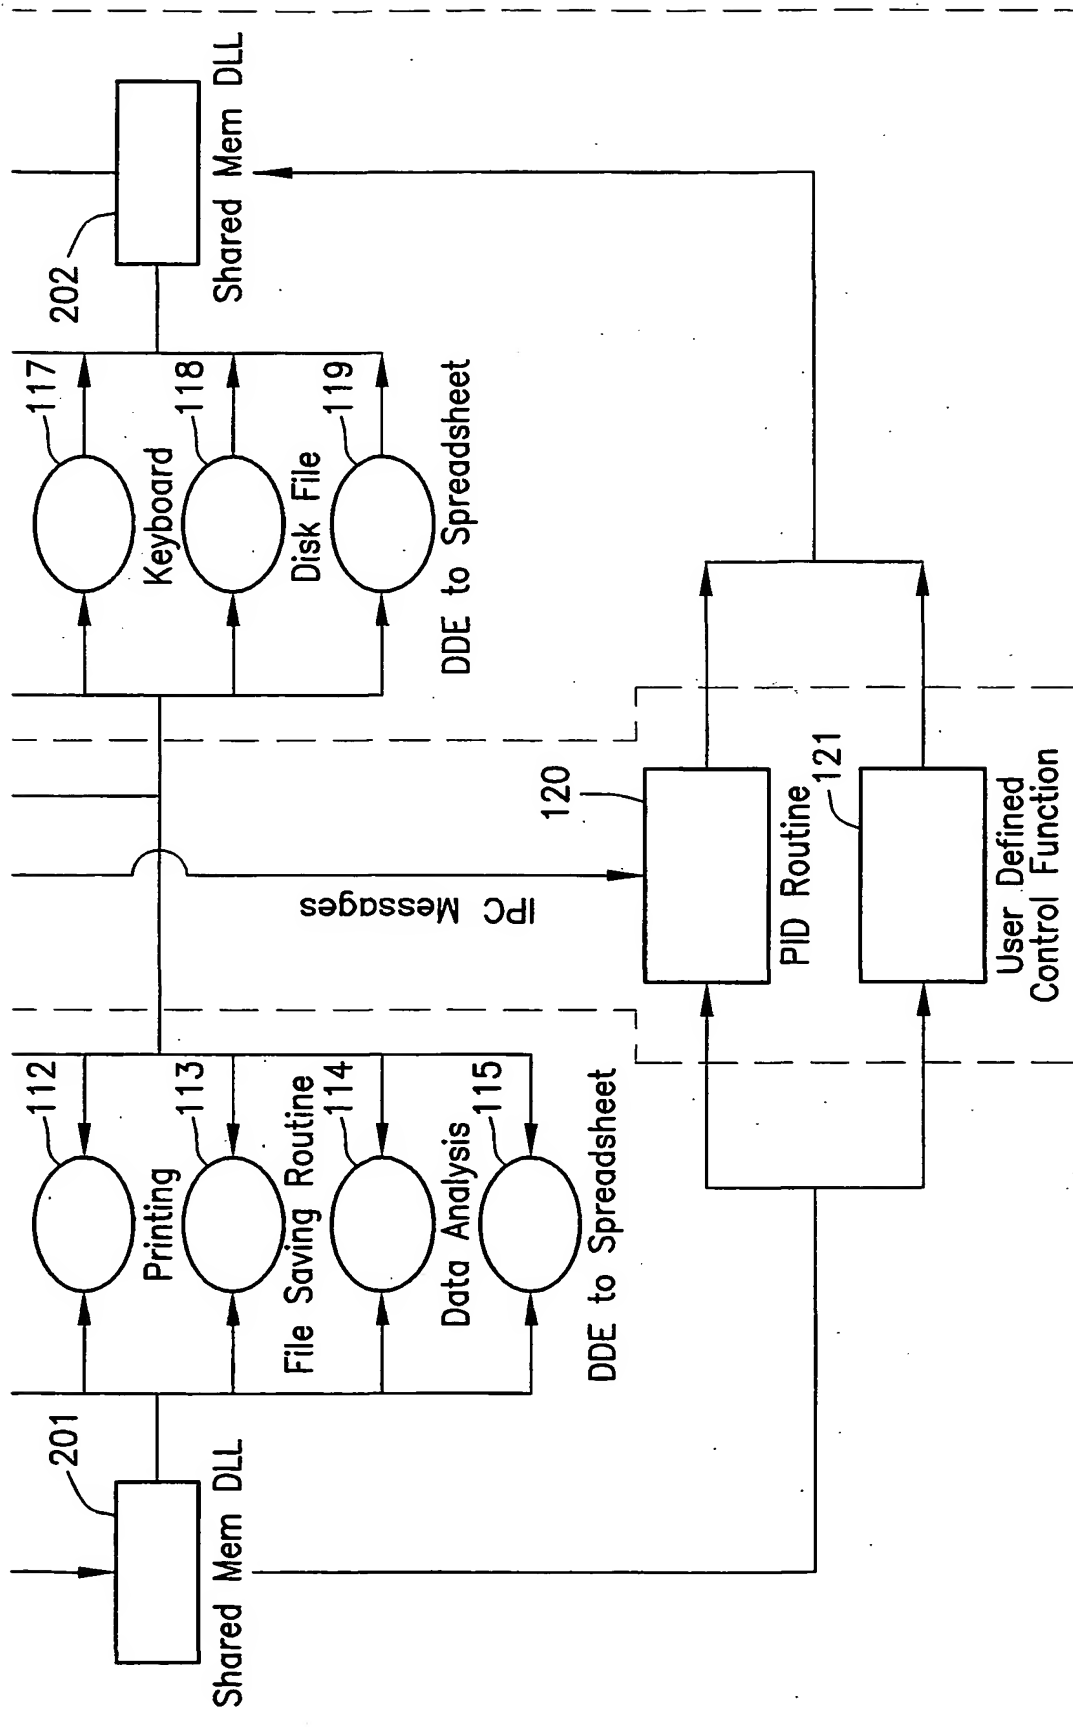 201
Shared Mem DLL
112
Printing
113
File Saving Routine
114
Data Analysis
115
DDE to Spreadsheet
IPC Messages
117
Keyboard
118
Disk File
119
DDE to Spreadsheet
202
Shared Mem DLL
120
PID Routine
121
User Defined
Control Function